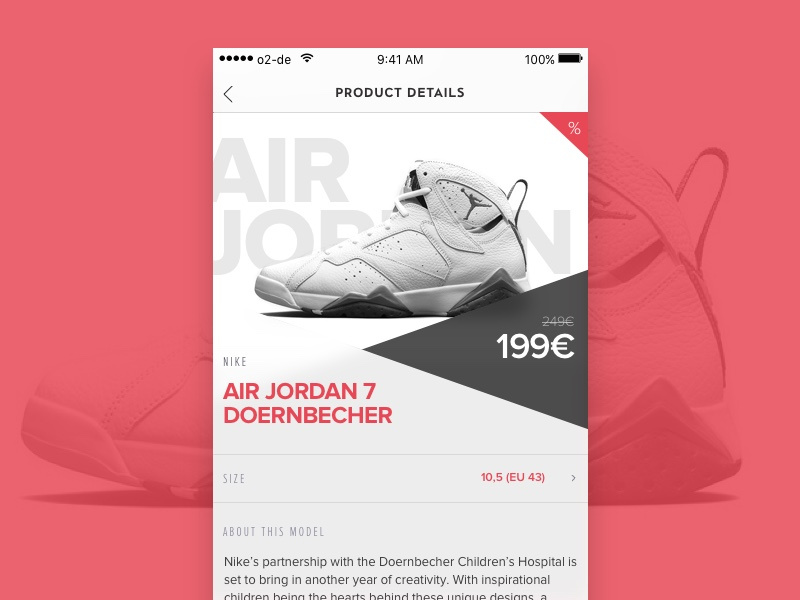 ●●●●● o2-de 9:41 AM 100%
PRODUCT DETAILS
%
AIR
JORDAN
249€
199€
NIKE
AIR JORDAN 7
DOERNBECHER
SIZE 10,5 (EU 43) >
ABOUT THIS MODEL
Nike’s partnership with the Doernbecher Children’s Hospital is
set to bring in another year of creativity. With inspirational
children being the hearts behind these unique designs, a